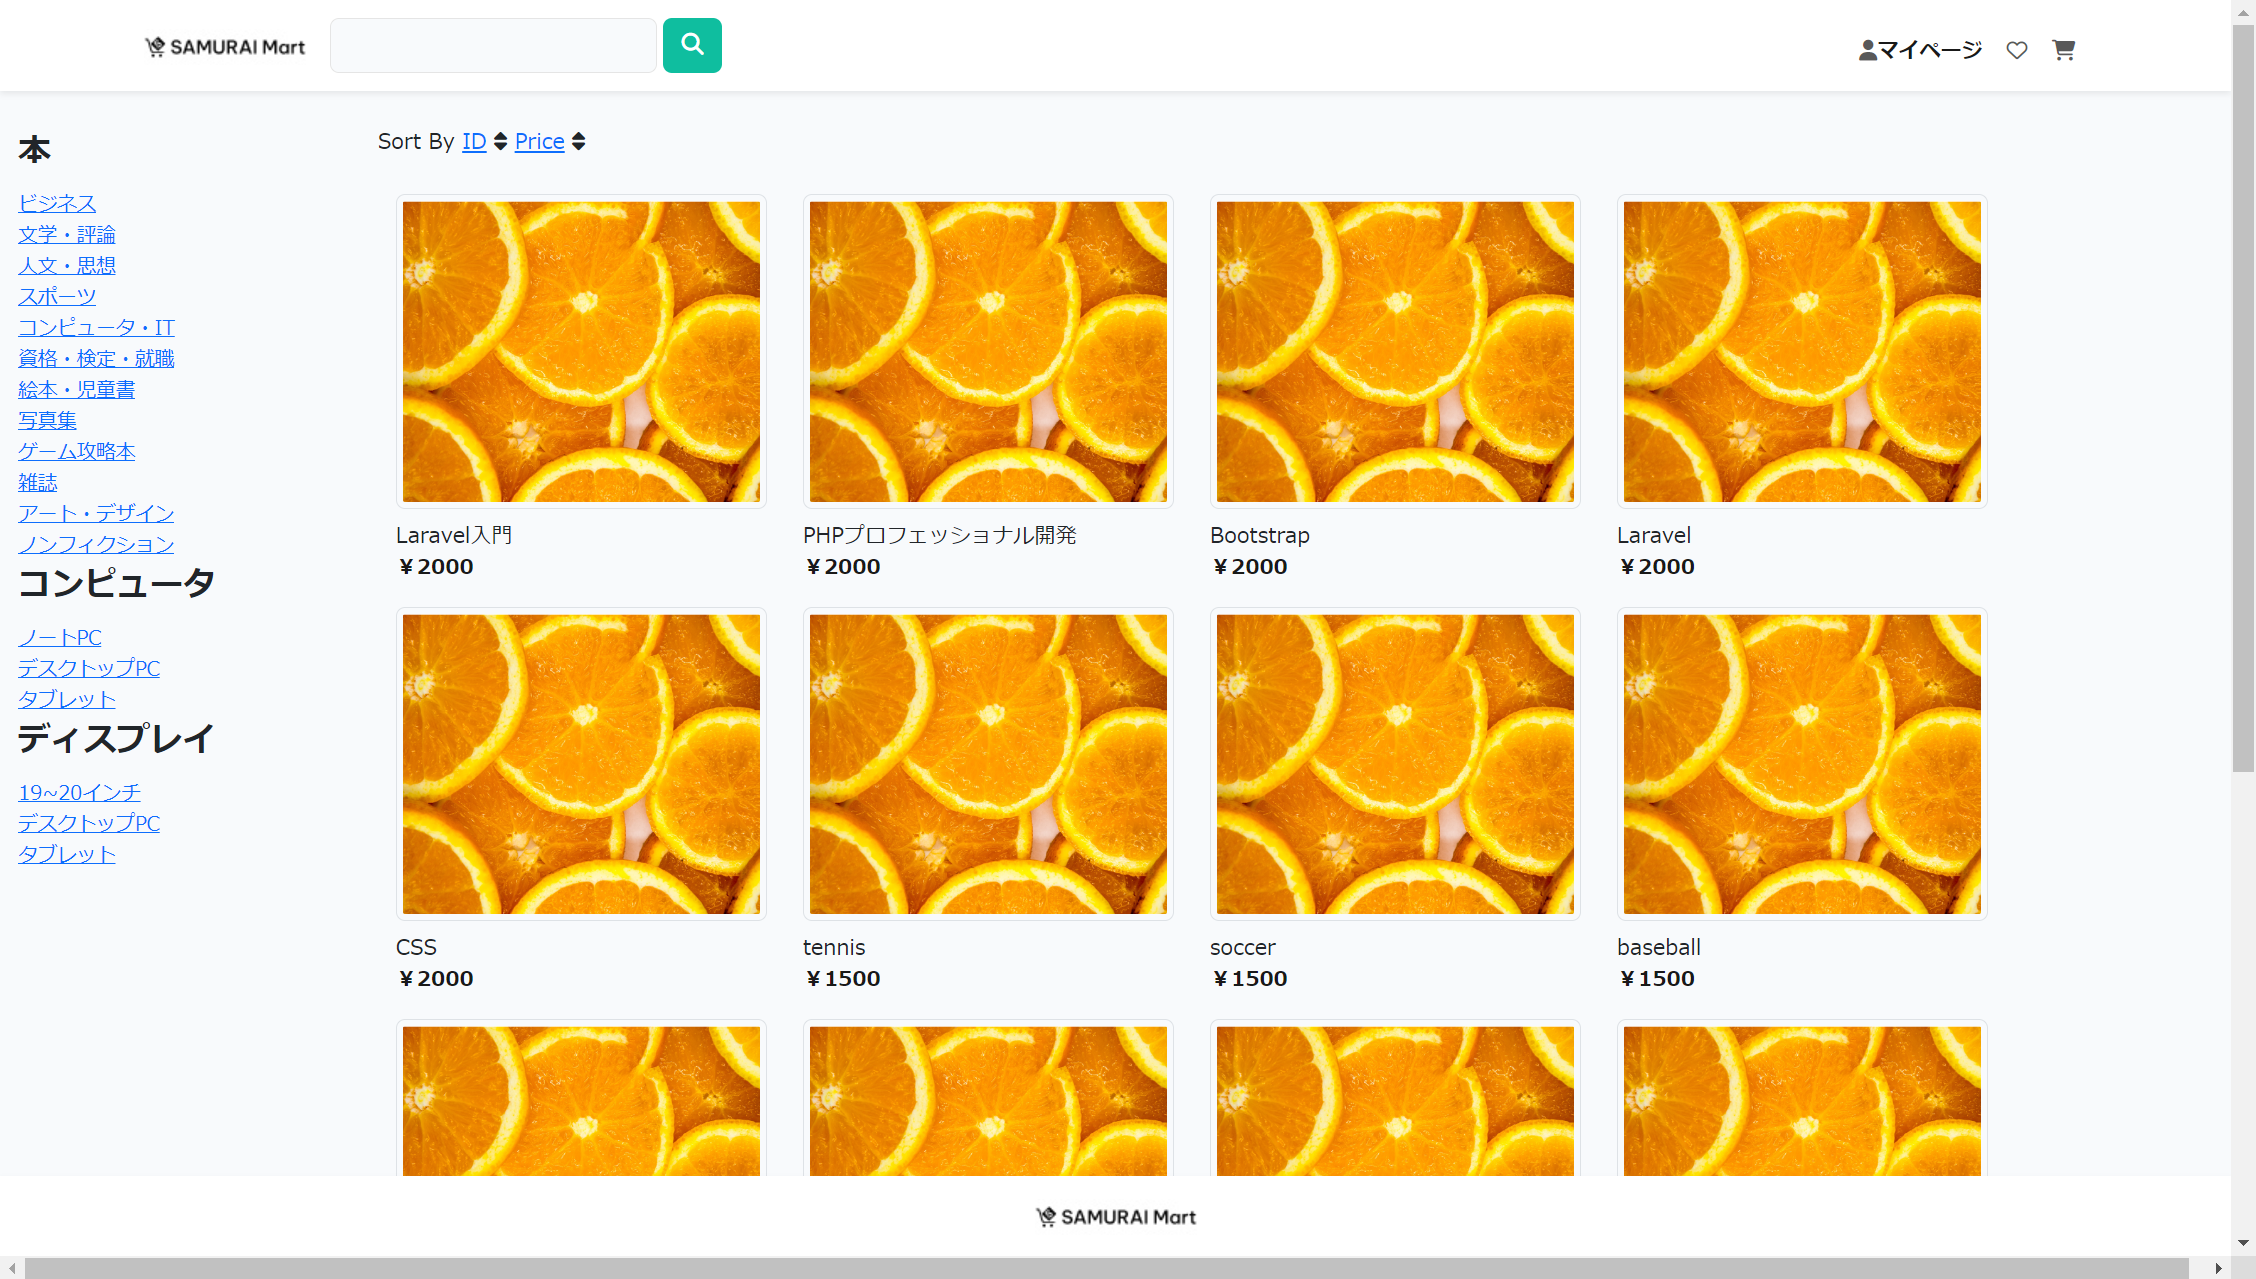 SAMURAI Mart
マイページ
本
ビジネス
文学・評論
人文・思想
スポーツ
コンピュータ・IT
資格・検定・就職
絵本・児童書
写真集
ゲーム攻略本
雑誌
アート・デザイン
ノンフィクション
コンピュータ
ノートPC
デスクトップPC
タブレット
ディスプレイ
19~20インチ
デスクトップPC
タブレット
Sort By ID Price
Laravel入門
￥2000
PHPプロフェッショナル開発
￥2000
Bootstrap
￥2000
Laravel
￥2000
CSS
￥2000
tennis
￥1500
soccer
￥1500
baseball
￥1500
SAMURAI Mart